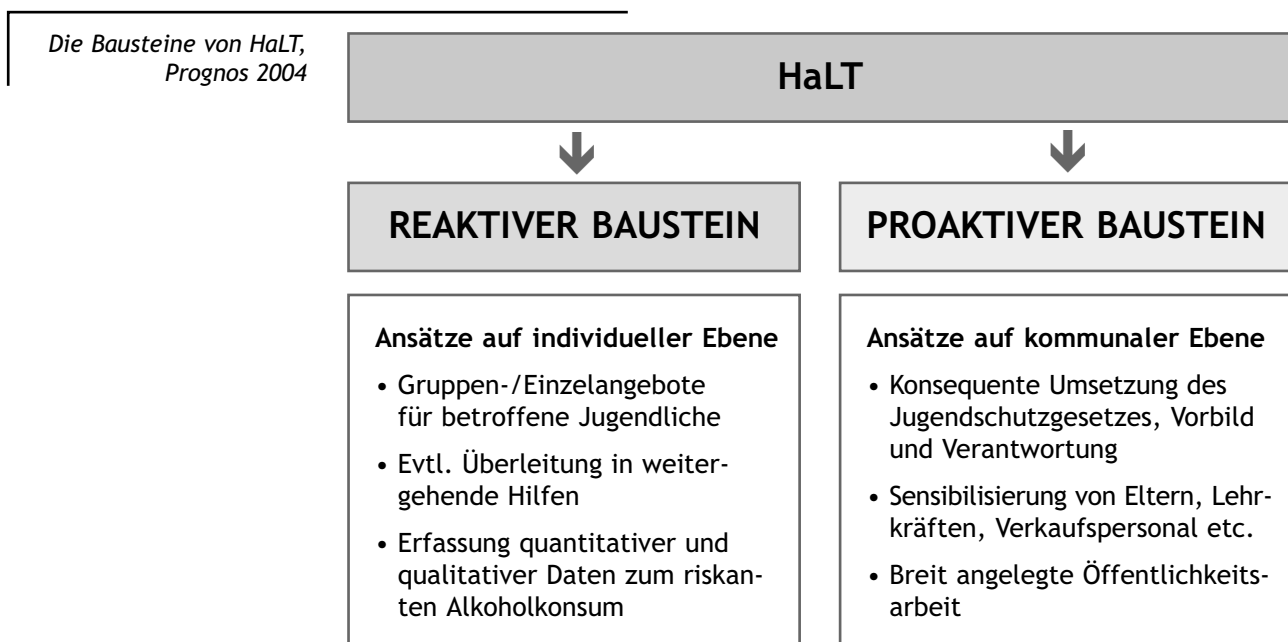 Die Bausteine von HaLT,
Prognos 2004
HaLT
REAKTIVER BAUSTEIN
Ansätze auf individueller Ebene
• Gruppen-/Einzelangebote
für betroffene Jugendliche
• Evtl. Überleitung in weiter-
gehende Hilfen
• Erfassung quantitativer und
qualitativer Daten zum riskan-
ten Alkoholkonsum
PROAKTIVER BAUSTEIN
Ansätze auf kommunaler Ebene
• Konsequente Umsetzung des
Jugendschutzgesetzes, Vorbild
und Verantwortung
• Sensibilisierung von Eltern, Lehr-
kräften, Verkaufspersonal etc.
• Breit angelegte Öffentlichkeits-
arbeit